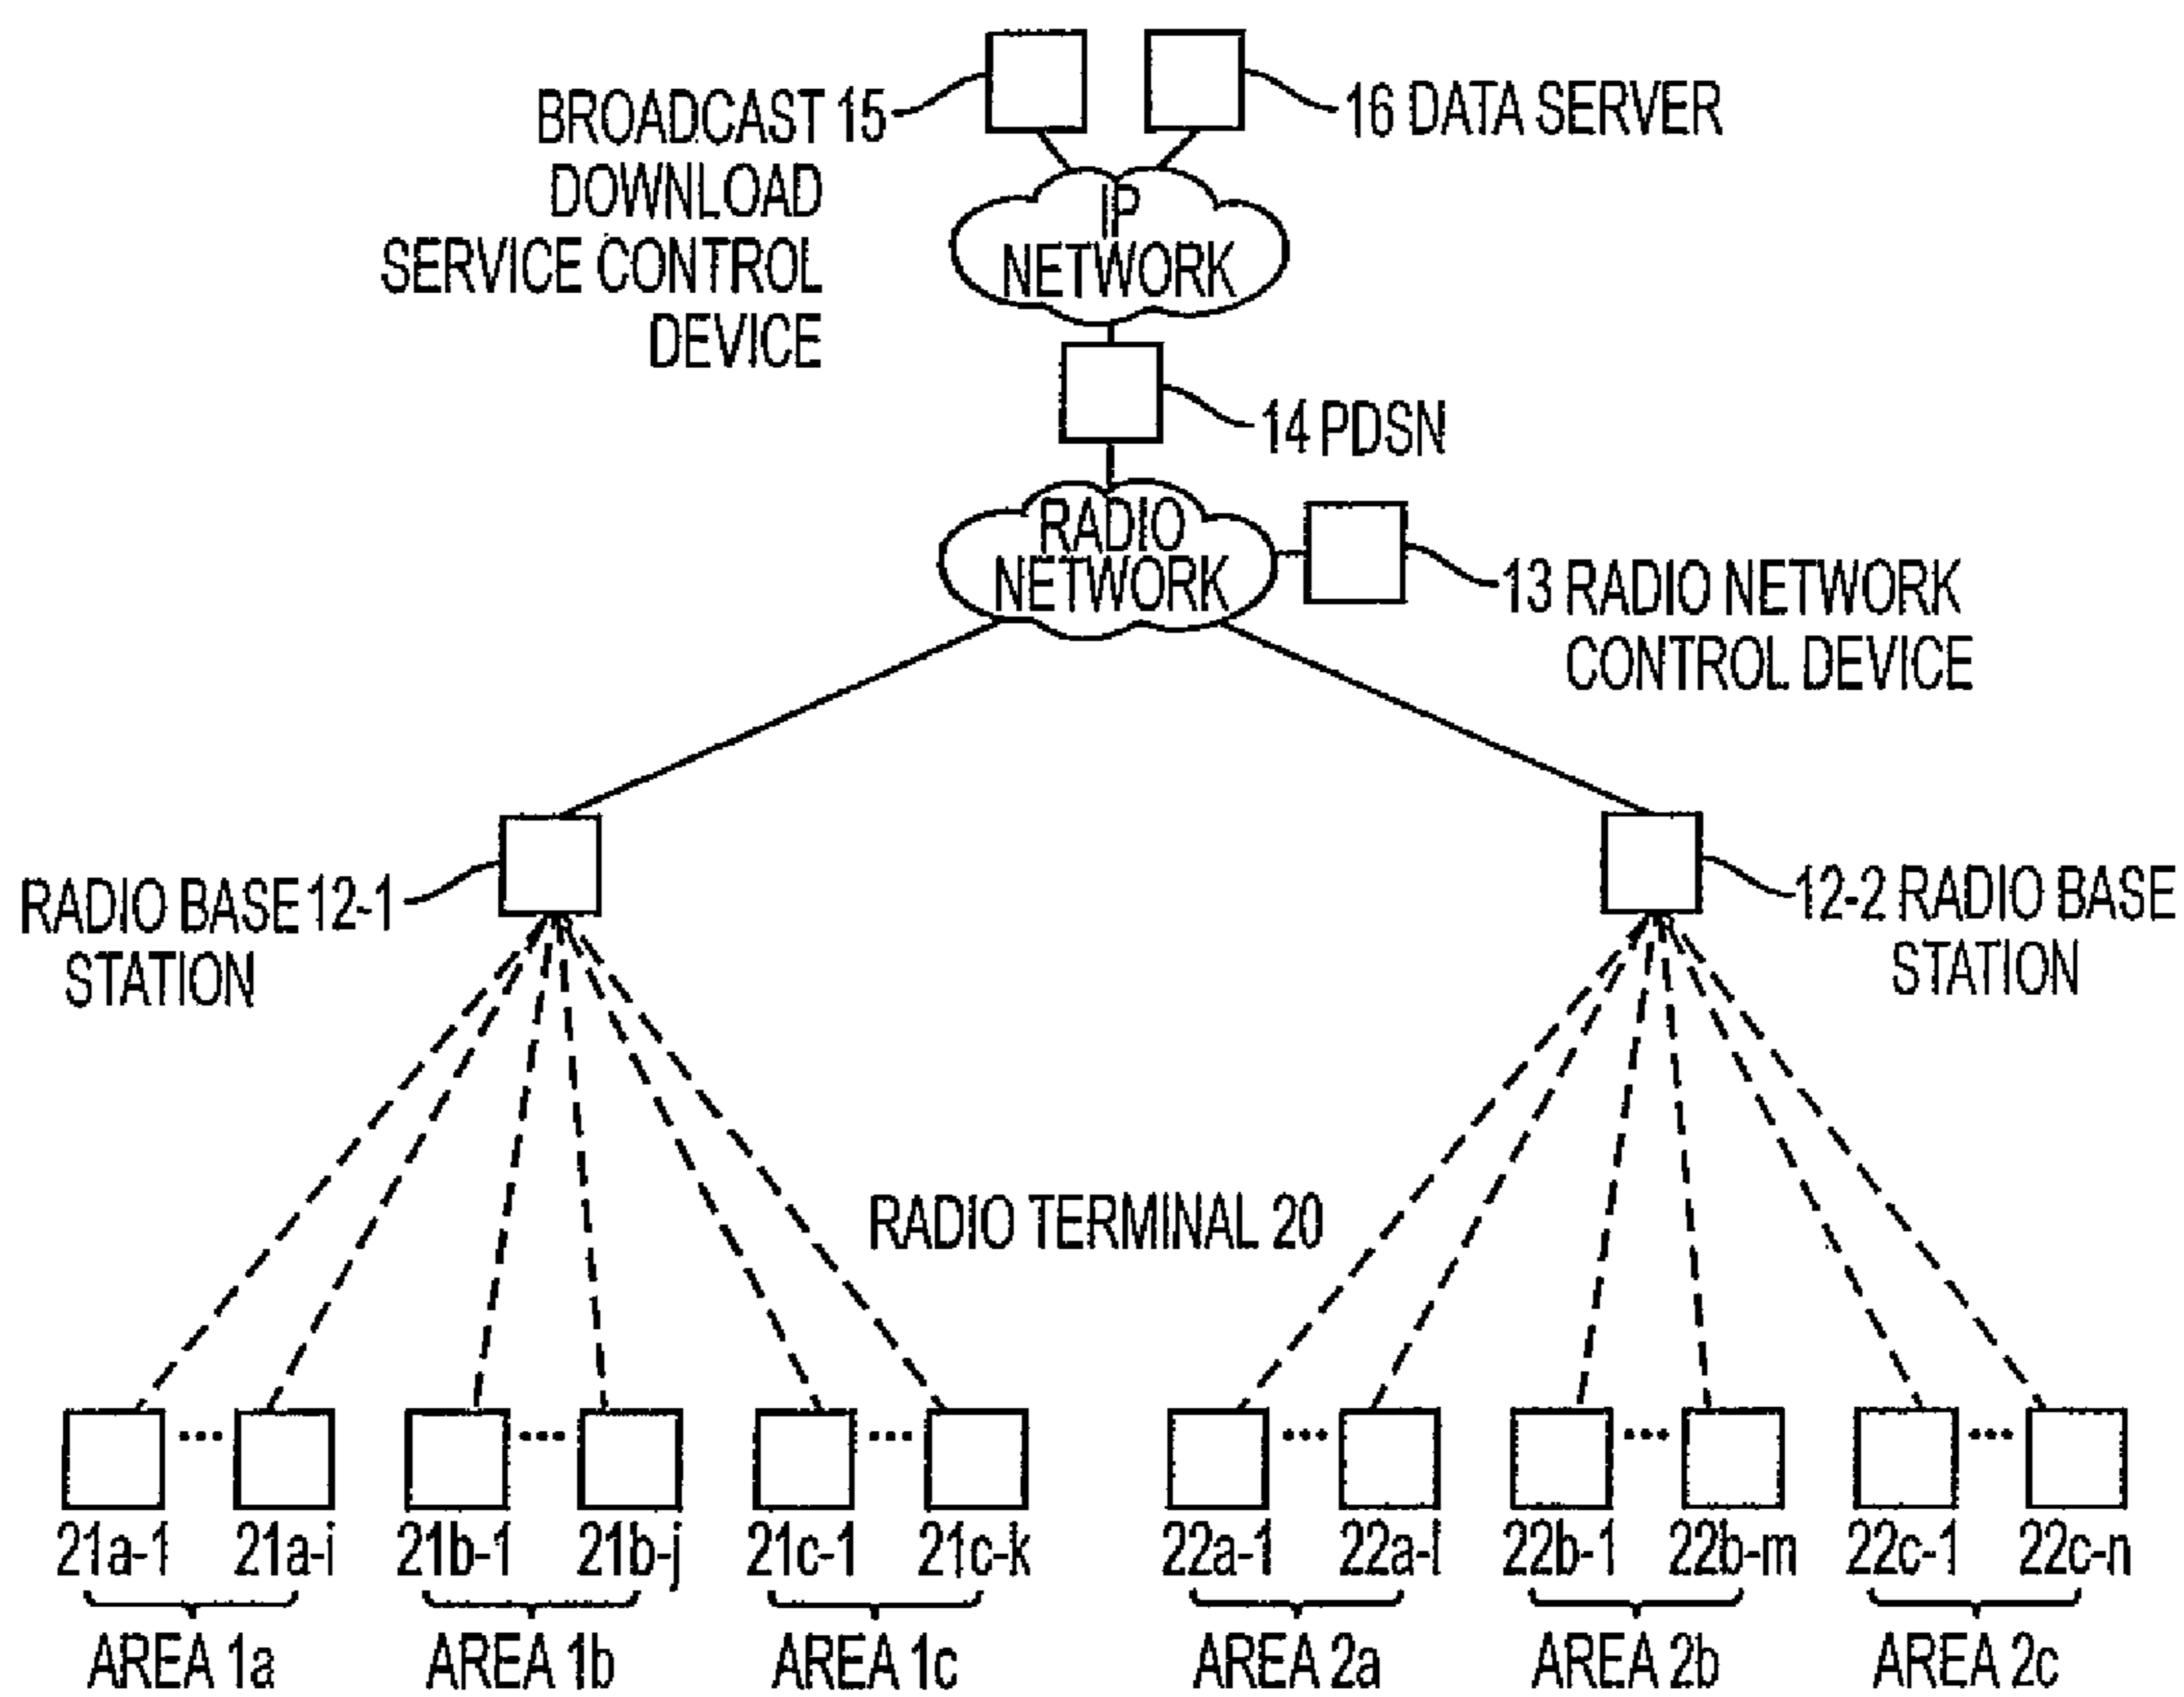 BROADCAST 15
DOWNLOAD
SERVICE CONTROL
DEVICE
16 DATA SERVER
IP
NETWORK
14 PDSN
RADIO
NETWORK
13 RADIO NETWORK
CONTROL DEVICE
RADIO BASE 12-1
STATION
12-2 RADIO BASE
STATION
RADIO TERMINAL 20
21a-1 21a-i 21b-1 21b-j 21c-1 21c-k 22a-1 22a-l 22b-1 22b-m 22c-1 22c-n
AREA 1a AREA 1b AREA 1c AREA 2a AREA 2b AREA 2c